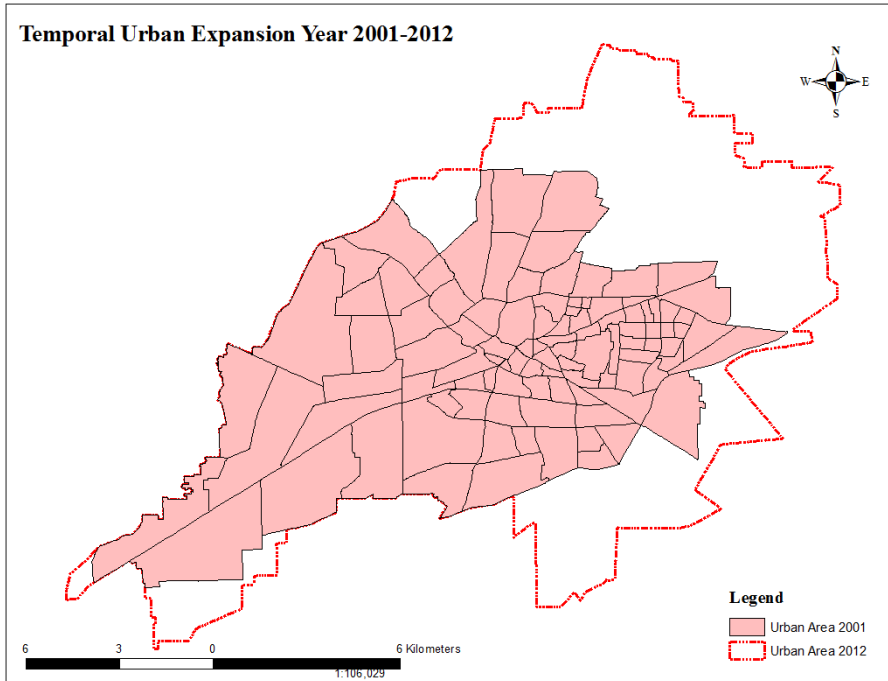 Temporal Urban Expansion Year 2001-2012
N
W E
S
Legend
Urban Area 2001
Urban Area 2012
6 3 0 6 Kilometers
1:106,029